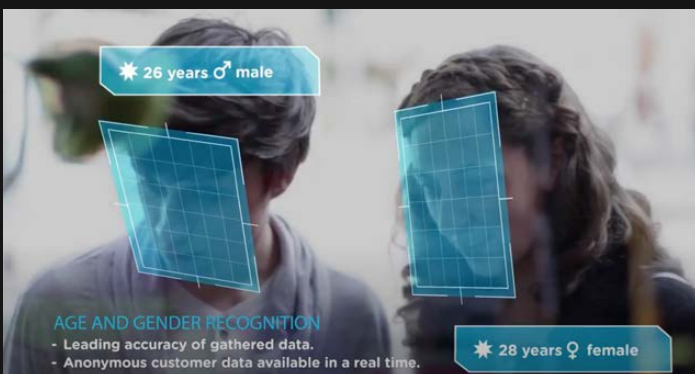 26 years ♂ male
AGE AND GENDER RECOGNITION
- Leading accuracy of gathered data.
- Anonymous customer data available in a real time.
28 years ♀ female